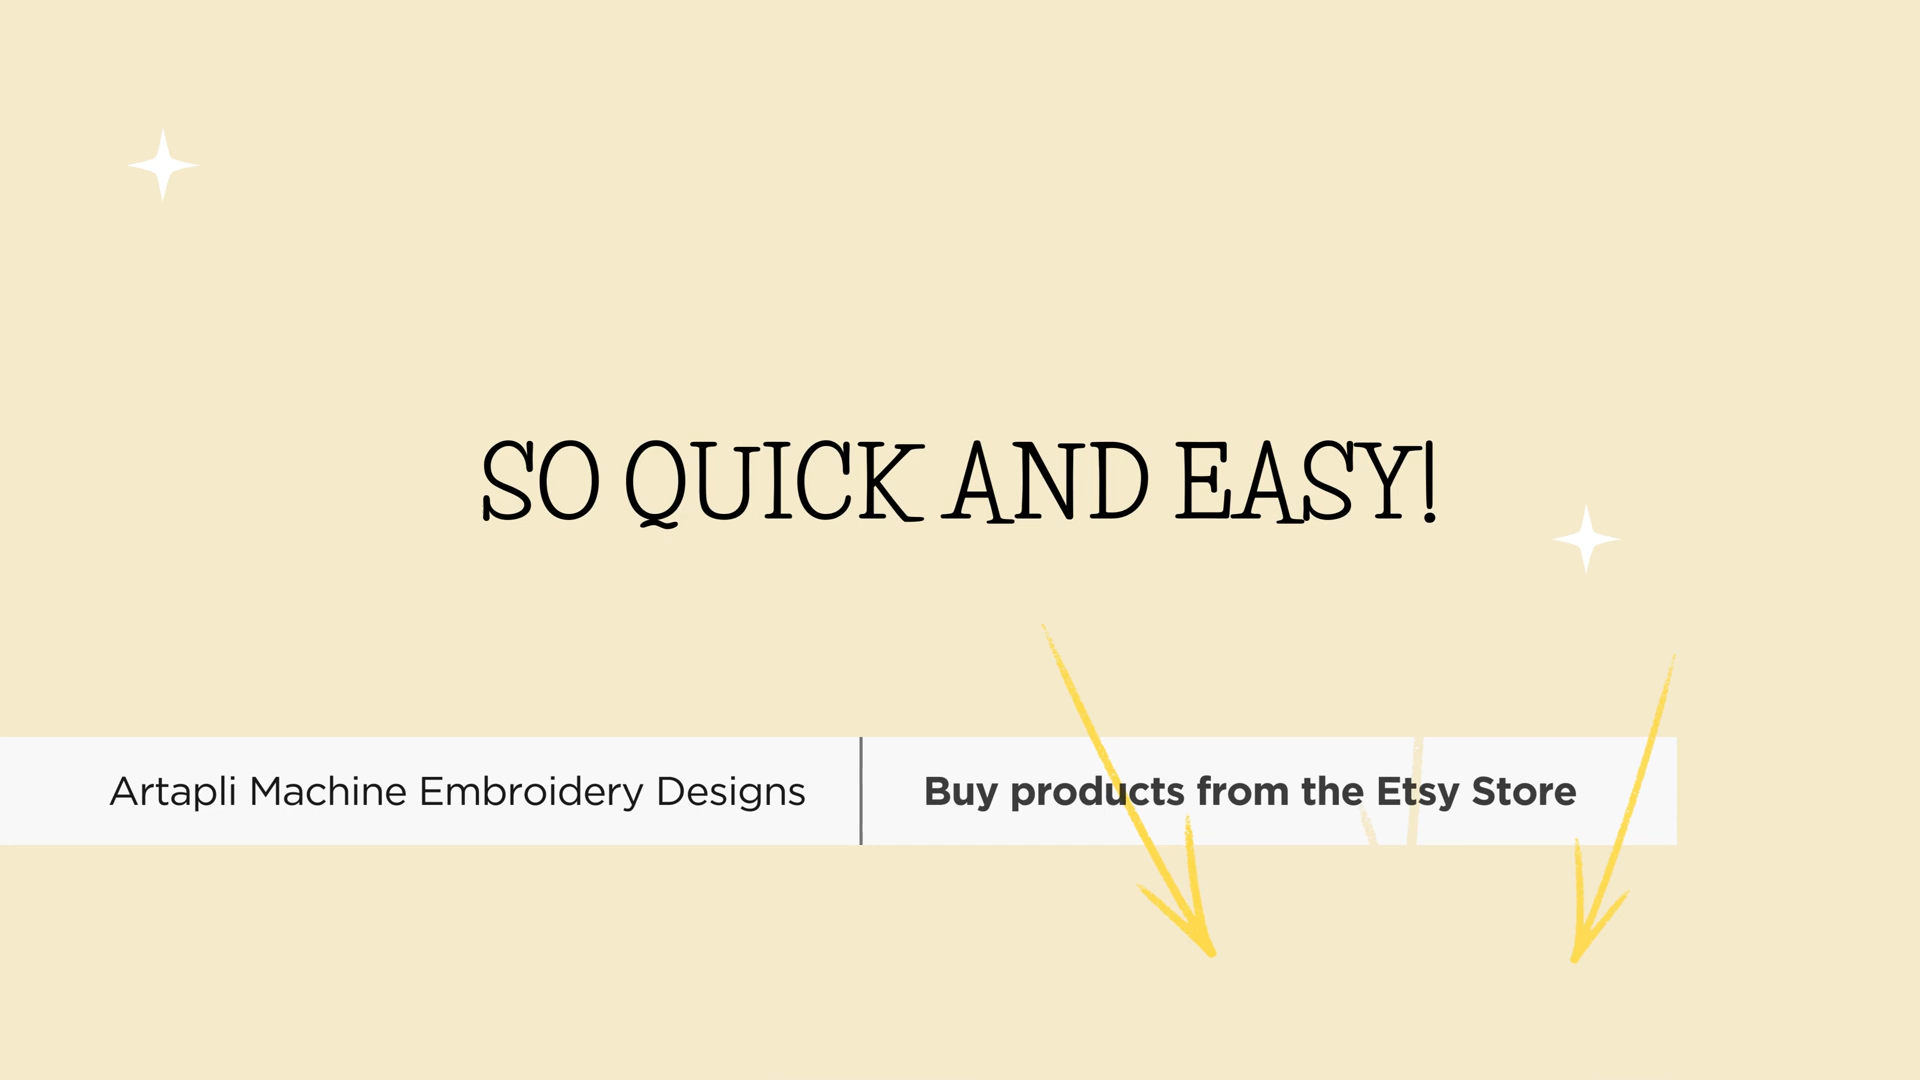 SO QUICK AND EASY!
Artapli Machine Embroidery Designs
Buy products from the Etsy Store